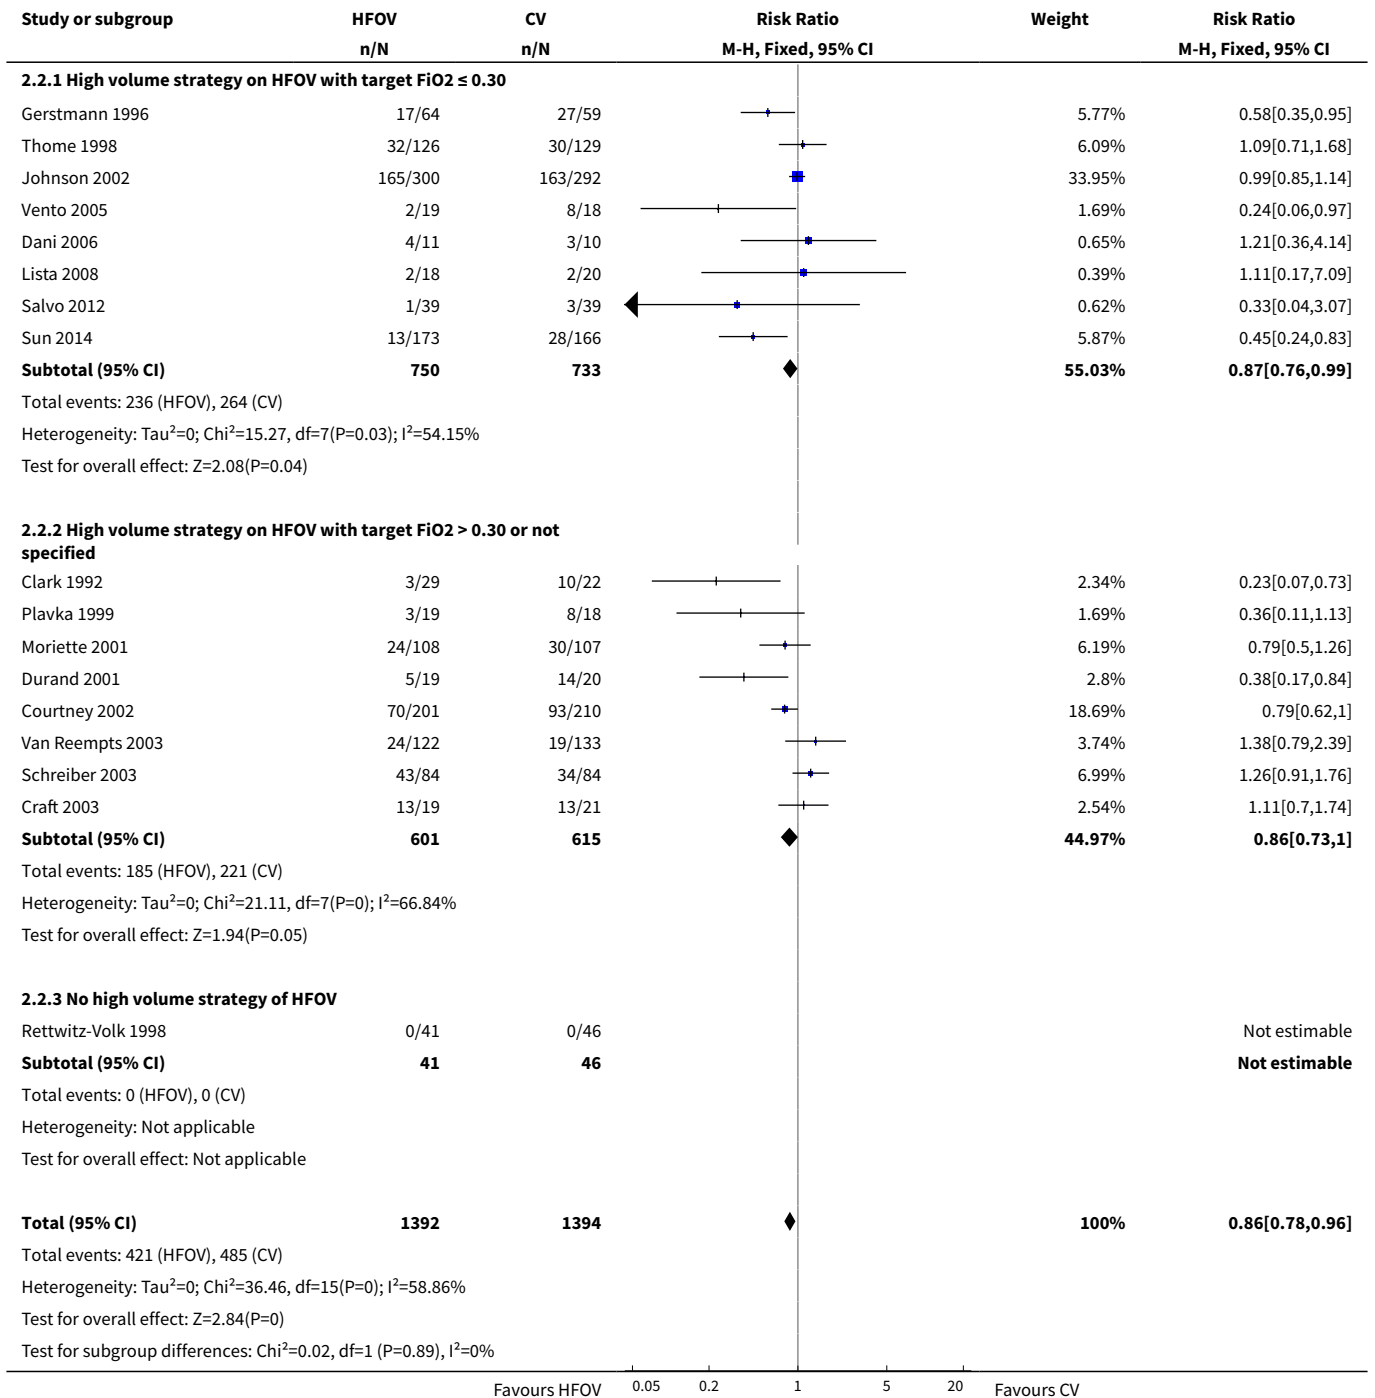 Study or subgroup HFOV CV Risk Ratio Weight Risk Ratio
n/N n/N M-H, Fixed, 95% CI M-H, Fixed, 95% CI
2.2.1 High volume strategy on HFOV with target FiO2 ≤ 0.30
Gerstmann 1996 17/64 27/59 5.77% 0.58[0.35,0.95]
Thome 1998 32/126 30/129 6.09% 1.09[0.71,1.68]
Johnson 2002 165/300 163/292 33.95% 0.99[0.85,1.14]
Vento 2005 2/19 8/18 1.69% 0.24[0.06,0.97]
Dani 2006 4/11 3/10 0.65% 1.21[0.36,4.14]
Lista 2008 2/18 2/20 0.39% 1.11[0.17,7.09]
Salvo 2012 1/39 3/39 0.62% 0.33[0.04,3.07]
Sun 2014 13/173 28/166 5.87% 0.45[0.24,0.83]
Subtotal (95% CI) 750 733 55.03% 0.87[0.76,0.99]
Total events: 236 (HFOV), 264 (CV)
Heterogeneity: Tau²=0; Chi²=15.27, df=7(P=0.03); I²=54.15%
Test for overall effect: Z=2.08(P=0.04)
2.2.2 High volume strategy on HFOV with target FiO2 > 0.30 or not
specified
Clark 1992 3/29 10/22 2.34% 0.23[0.07,0.73]
Plavka 1999 3/19 8/18 1.69% 0.36[0.11,1.13]
Moriette 2001 24/108 30/107 6.19% 0.79[0.5,1.26]
Durand 2001 5/19 14/20 2.8% 0.38[0.17,0.84]
Courtney 2002 70/201 93/210 18.69% 0.79[0.62,1]
Van Reempts 2003 24/122 19/133 3.74% 1.38[0.79,2.39]
Schreiber 2003 43/84 34/84 6.99% 1.26[0.91,1.76]
Craft 2003 13/19 13/21 2.54% 1.11[0.7,1.74]
Subtotal (95% CI) 601 615 44.97% 0.86[0.73,1]
Total events: 185 (HFOV), 221 (CV)
Heterogeneity: Tau²=0; Chi²=21.11, df=7(P=0); I²=66.84%
Test for overall effect: Z=1.94(P=0.05)
2.2.3 No high volume strategy of HFOV
Rettwitz-Volk 1998 0/41 0/46 Not estimable
Subtotal (95% CI) 41 46 Not estimable
Total events: 0 (HFOV), 0 (CV)
Heterogeneity: Not applicable
Test for overall effect: Not applicable
Total (95% CI) 1392 1394 100% 0.86[0.78,0.96]
Total events: 421 (HFOV), 485 (CV)
Heterogeneity: Tau²=0; Chi²=36.46, df=15(P=0); I²=58.86%
Test for overall effect: Z=2.84(P=0)
Test for subgroup differences: Chi²=0.02, df=1 (P=0.89), I²=0%
Favours HFOV 0.05 0.2 1 5 20 Favours CV